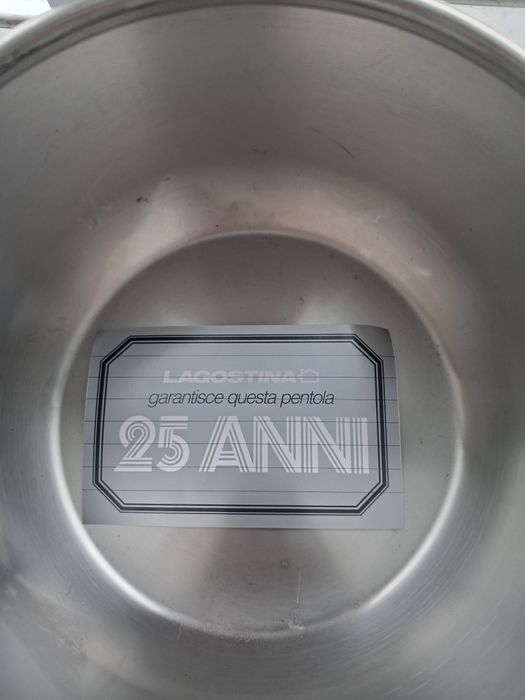 LAGOSTINA
garantisce questa pentola
25 ANNI